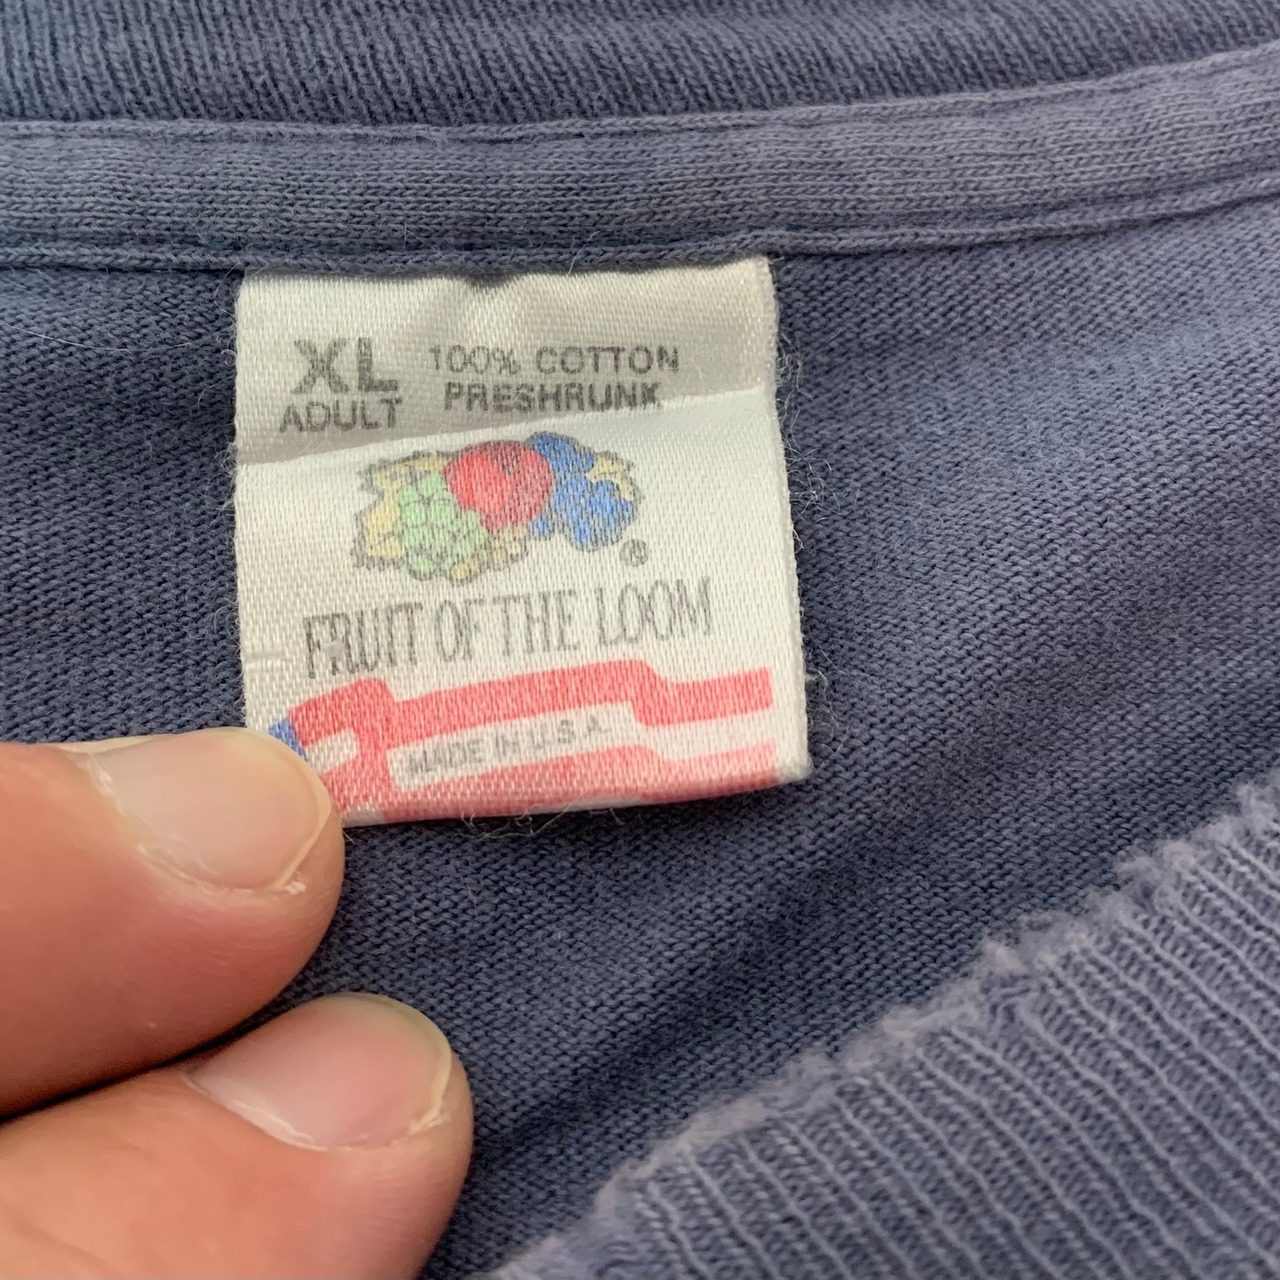 XL 100% COTTON
ADULT PRESHRUNK
®
FRUIT OF THE LOOM
MADE IN U.S.A.